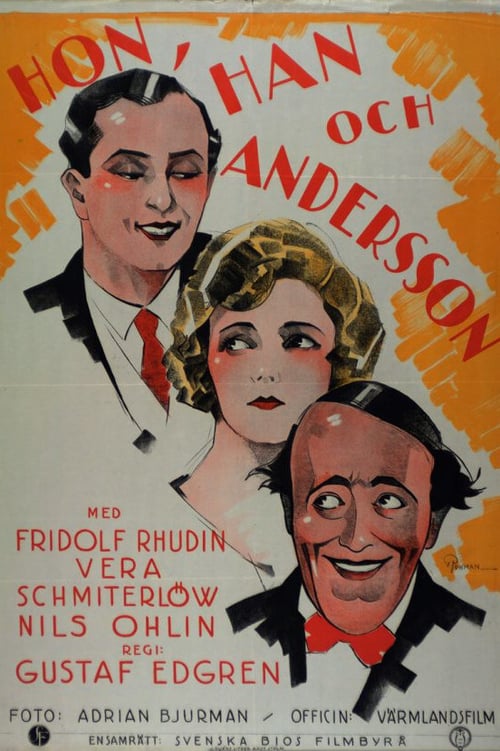 HON, HAN
OCH
ANDERSSON
MED
FRIDOLF RHUDIN
VERA
SCHMITERLÖW
NILS OHLIN
REGI:
GUSTAF EDGREN
FOTO: ADRIAN BJURMAN / OFFICIN: VÄRMLANDSFILM
ENSAMRÄTT: SVENSKA BIOS FILMBYRÅ